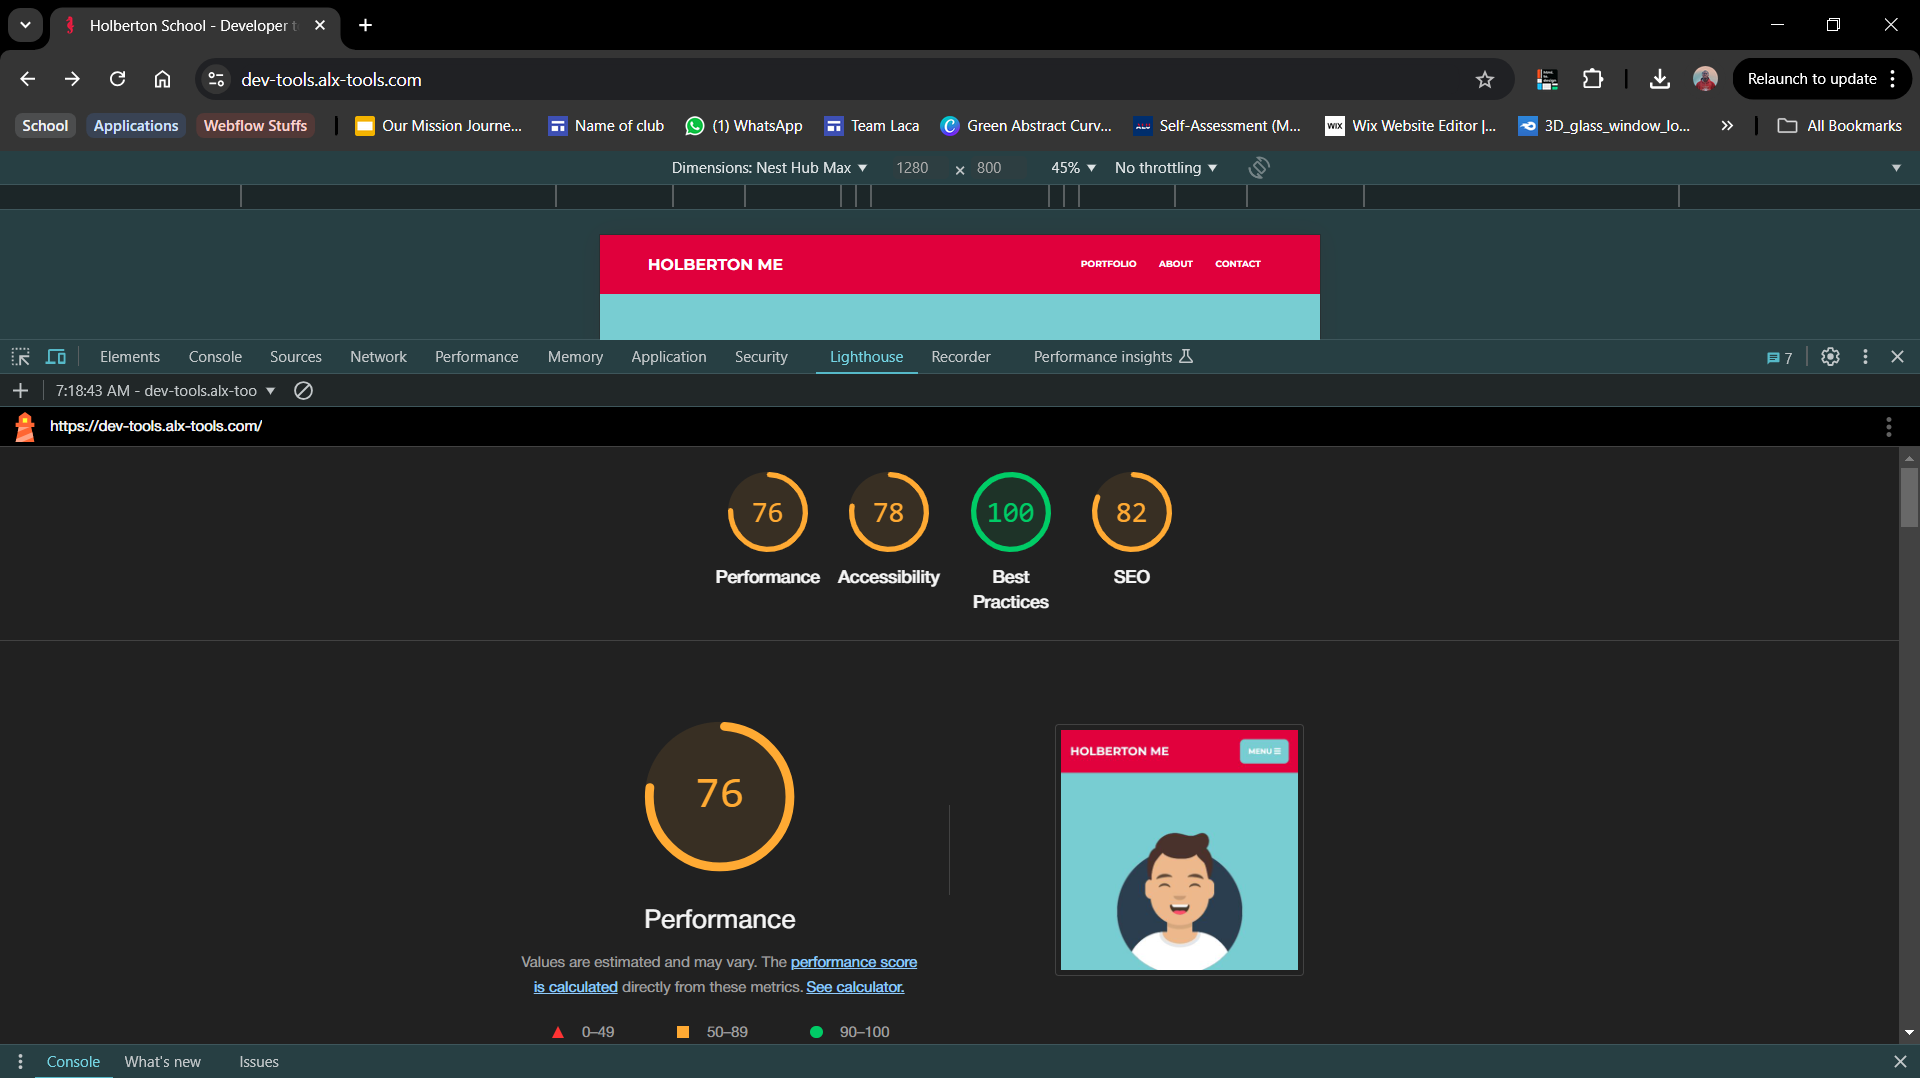 Holberton School - Developer t
dev-tools.alx-tools.com
Relaunch to update
School
Applications
Webflow Stuffs
Our Mission Journe...
Name of club
(1) WhatsApp
Team Laca
Green Abstract Curv...
Self-Assessment (M...
Wix Website Editor |...
3D_glass_window_lo...
All Bookmarks
Dimensions: Nest Hub Max
1280
×
800
45%
No throttling
HOLBERTON ME
PORTFOLIO
ABOUT
CONTACT
Elements
Console
Sources
Network
Performance
Memory
Application
Security
Lighthouse
Recorder
Performance insights
7
7:18:43 AM - dev-tools.alx-too
https://dev-tools.alx-tools.com/
76
78
100
82
Performance
Accessibility
Best
Practices
SEO
76
HOLBERTON ME
MENU
Performance
Values are estimated and may vary. The performance score
is calculated directly from these metrics. See calculator.
0–49
50–89
90–100
Console
What's new
Issues